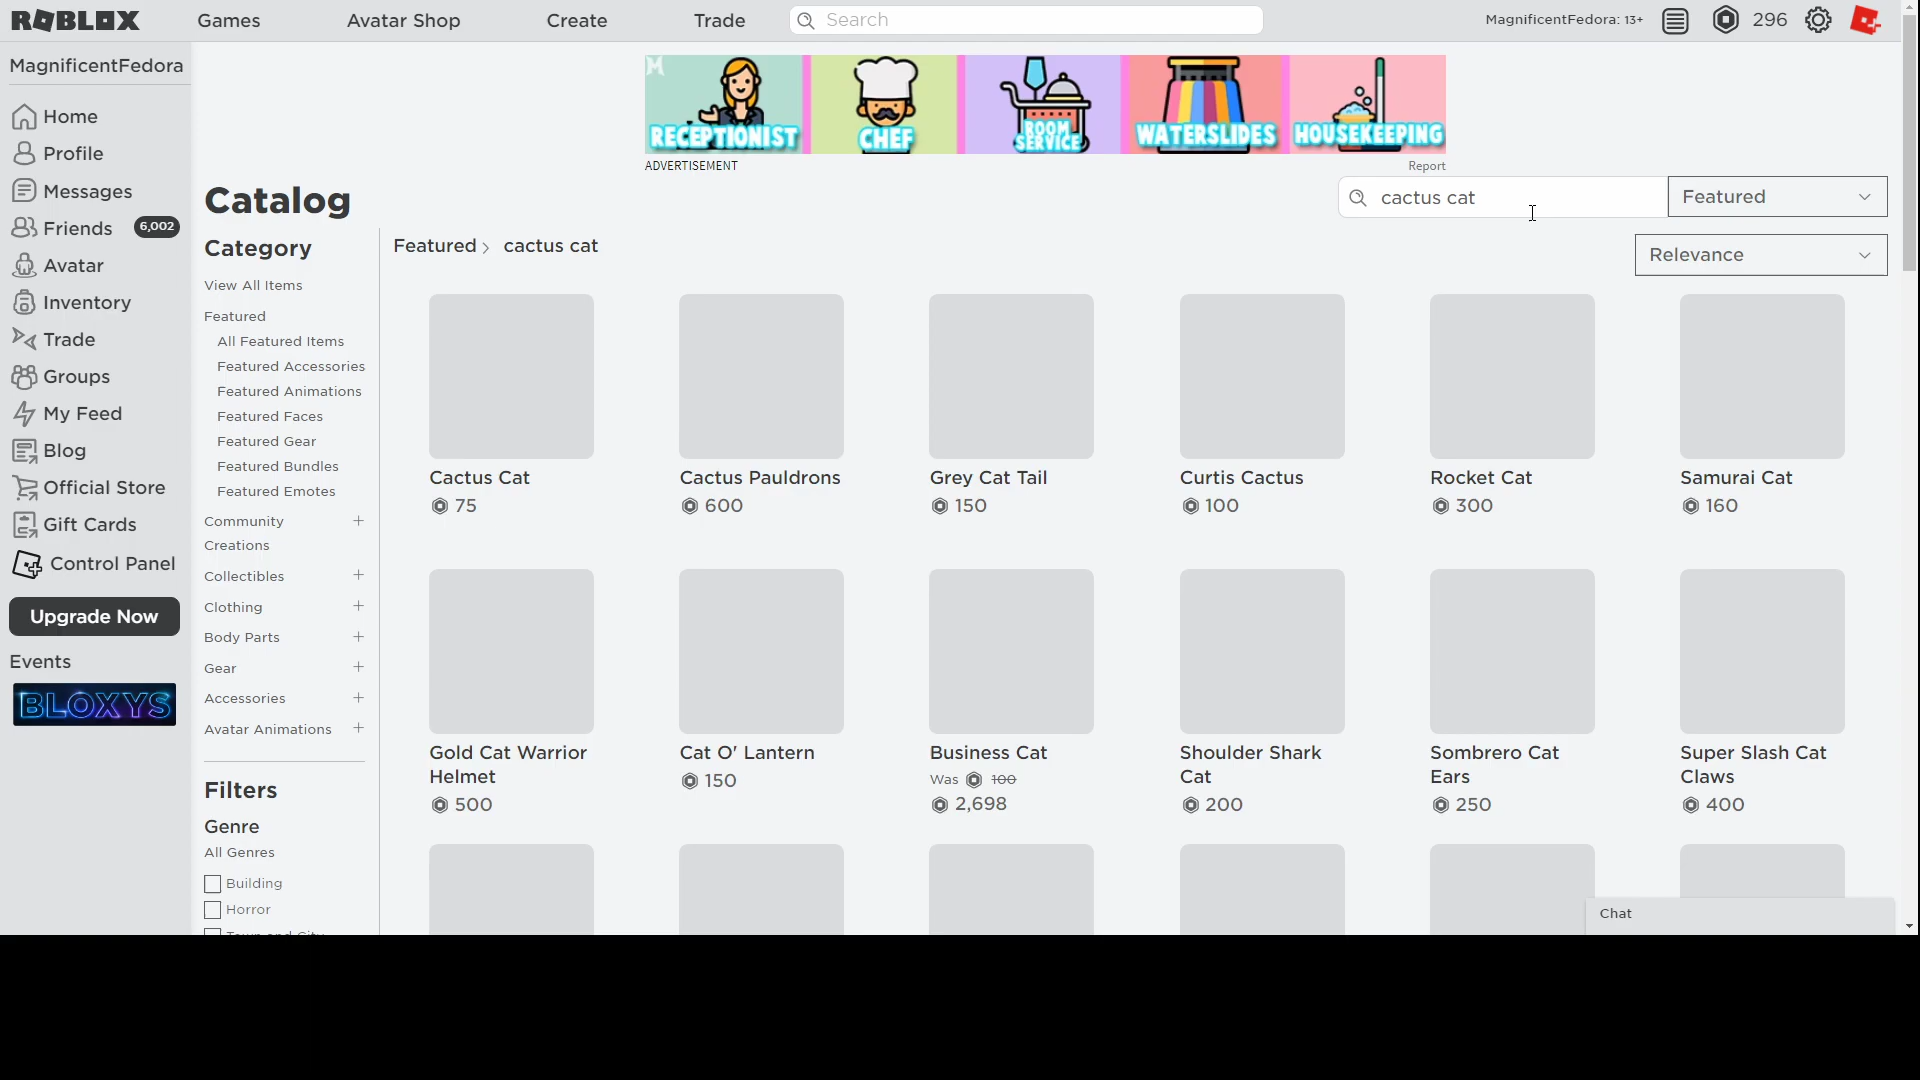 ROBLOX
Games
Avatar Shop
Create
Trade
Search
MagnificentFedora: 13+
296
MagnificentFedora
Home
Profile
Messages
Friends
6,002
Avatar
Inventory
Trade
Groups
My Feed
Blog
Official Store
Gift Cards
Control Panel
Upgrade Now
Events
BLOXYS
M
RECEPTIONIST
CHEF
ROOM
SERVICE
WATERSLIDES
HOUSEKEEPING
ADVERTISEMENT
Report
Catalog
cactus cat
Featured
Category
View All Items
Featured
All Featured Items
Featured Accessories
Featured Animations
Featured Faces
Featured Gear
Featured Bundles
Featured Emotes
Community +
Creations
Collectibles +
Clothing +
Body Parts +
Gear +
Accessories +
Avatar Animations +
Filters
Genre
All Genres
Building
Horror
Town and City
Featured > cactus cat
Relevance
Cactus Cat
75
Cactus Pauldrons
600
Grey Cat Tail
150
Curtis Cactus
100
Rocket Cat
300
Samurai Cat
160
Gold Cat Warrior
Helmet
500
Cat O' Lantern
150
Business Cat
Was 100
2,698
Shoulder Shark
Cat
200
Sombrero Cat
Ears
250
Super Slash Cat
Claws
400
Chat